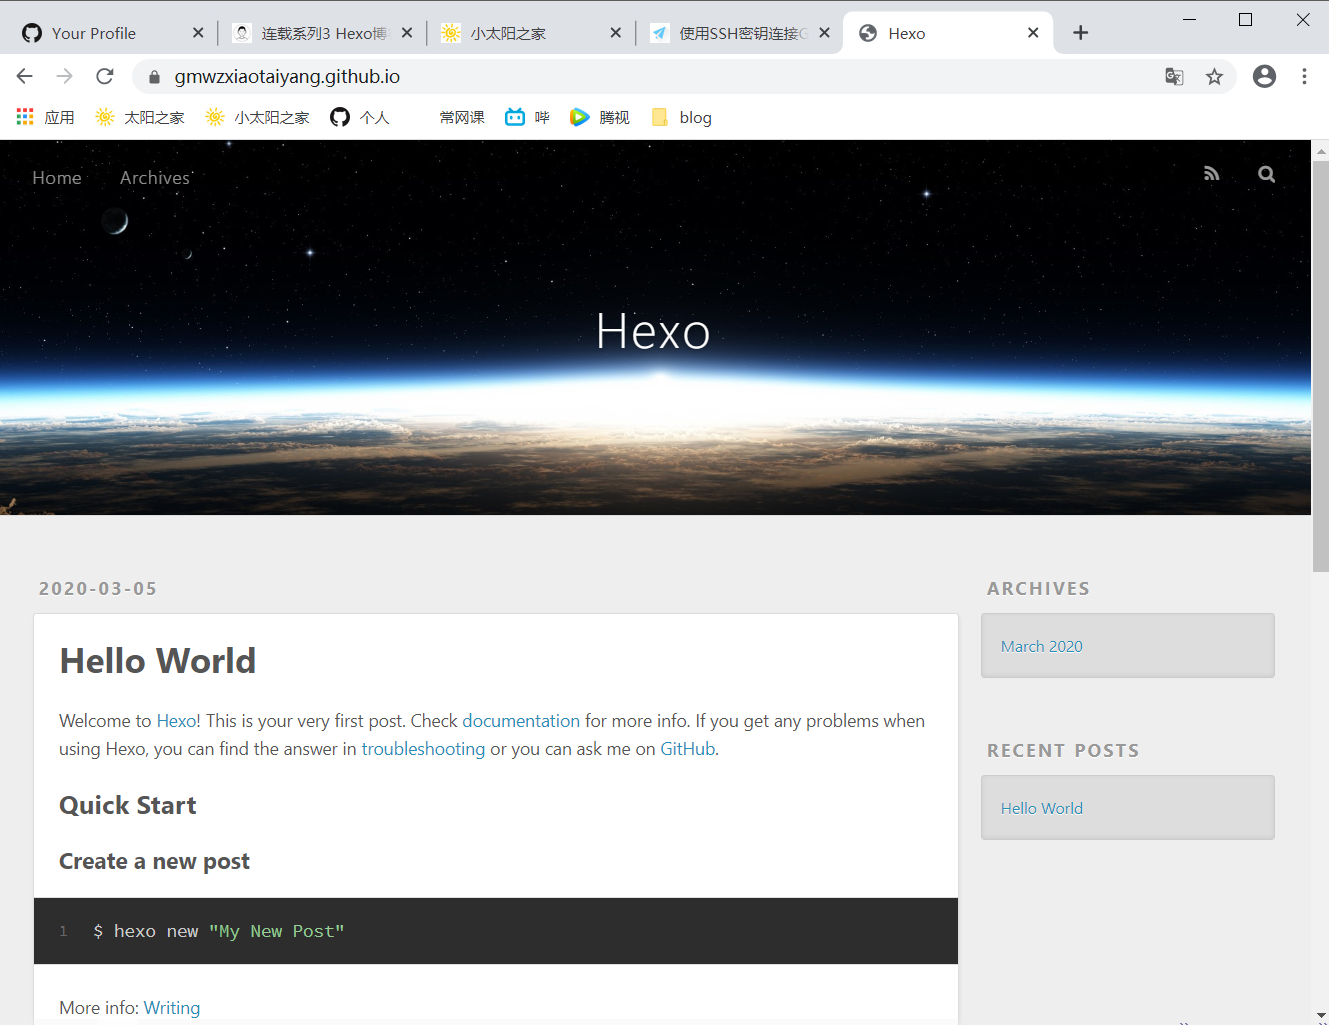 Your Profile
连载系列3 Hexo博
小太阳之家
使用SSH密钥连接G
Hexo
gmwzxiaotaiyang.github.io
应用
太阳之家
小太阳之家
个人
常网课
哔
腾视
blog
Home
Archives
Hexo
2020-03-05
Hello World
Welcome to Hexo! This is your very first post. Check documentation for more info. If you get any problems when
using Hexo, you can find the answer in troubleshooting or you can ask me on GitHub.
Quick Start
Create a new post
1 $ hexo new "My New Post"
More info: Writing
ARCHIVES
March 2020
RECENT POSTS
Hello World